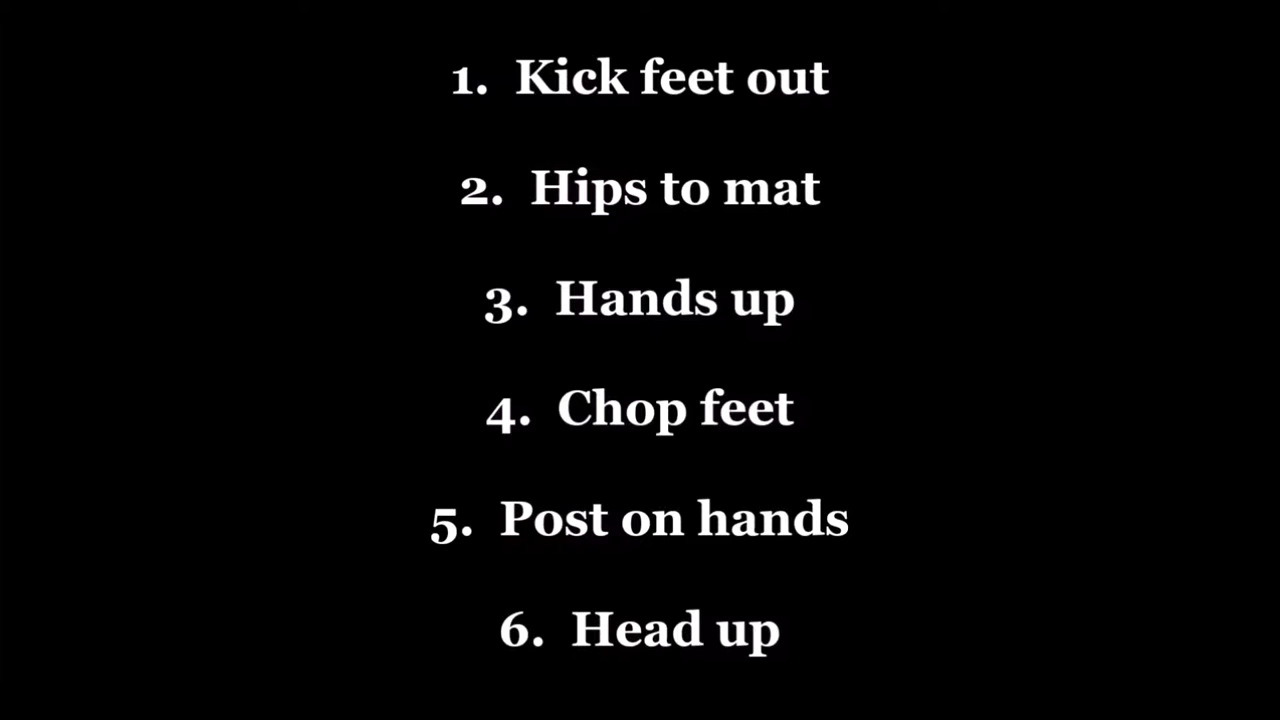 1. Kick feet out
2. Hips to mat
3. Hands up
4. Chop feet
5. Post on hands
6. Head up